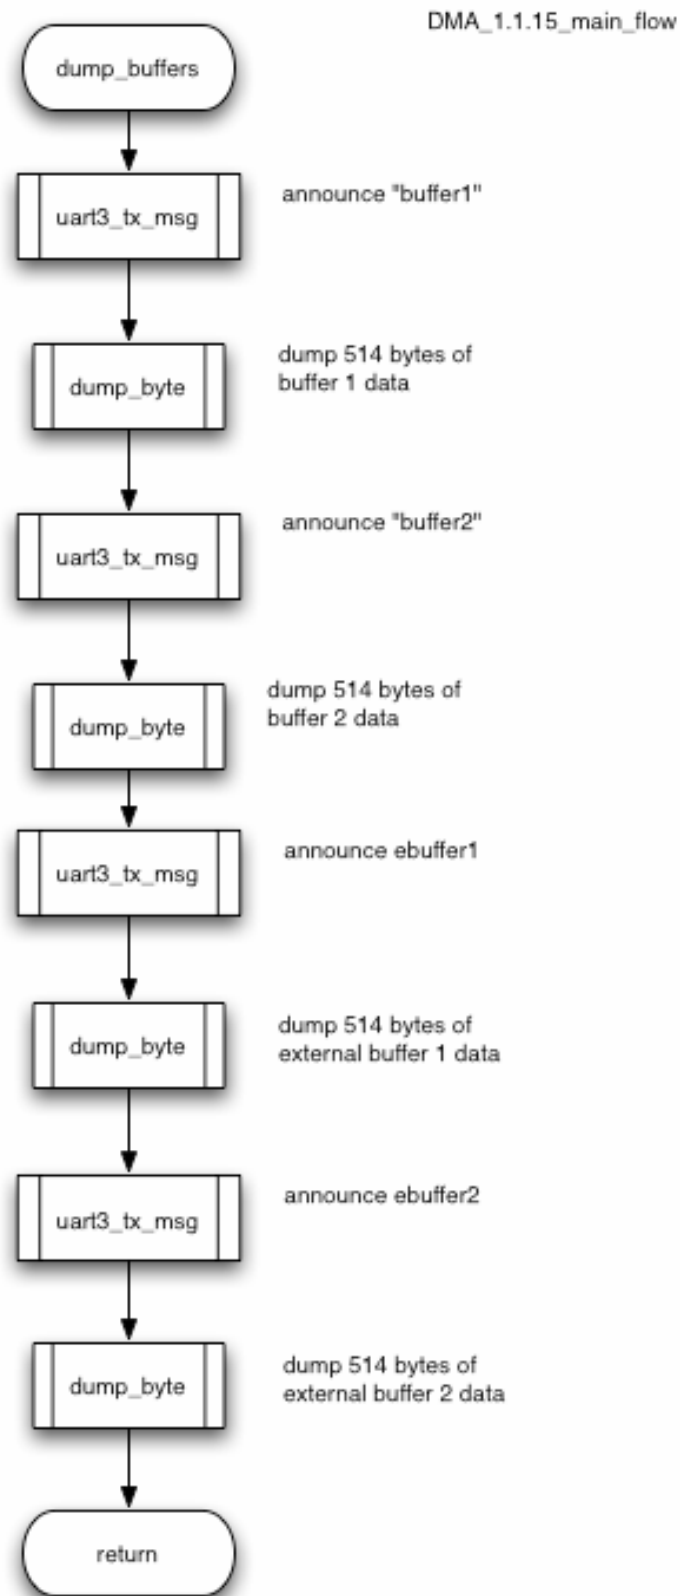 DMA_1.1.15_main_flow
dump_buffers
uart3_tx_msg
announce "buffer1"
dump_byte
dump 514 bytes of
buffer 1 data
uart3_tx_msg
announce "buffer2"
dump_byte
dump 514 bytes of
buffer 2 data
uart3_tx_msg
announce ebuffer1
dump_byte
dump 514 bytes of
external buffer 1 data
uart3_tx_msg
announce ebuffer2
dump_byte
dump 514 bytes of
external buffer 2 data
return